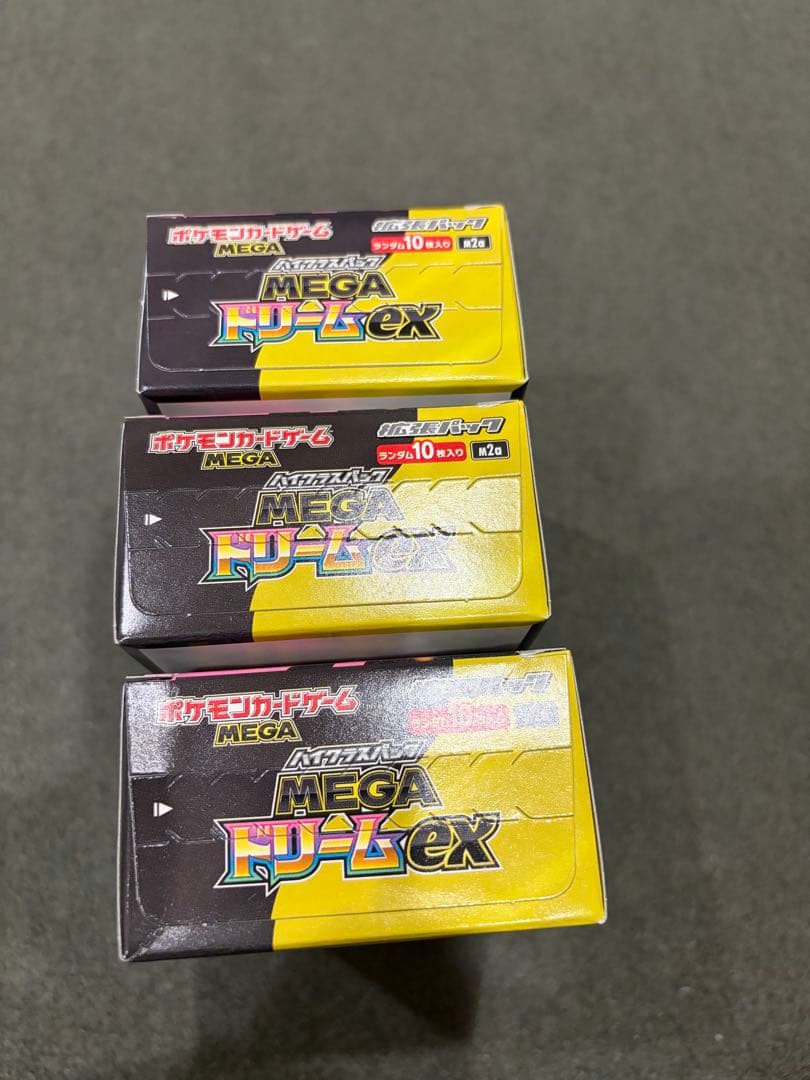 ポケモンカードゲーム
MEGA
拡張パック
ランダム10枚入り m2a
ハイクラスパック
MEGA
ドリームex
ポケモンカードゲーム
MEGA
拡張パック
ランダム10枚入り m2a
ハイクラスパック
MEGA
ドリームex
ポケモンカードゲーム
MEGA
パック
ハイクラスパック
MEGA
ドリームex